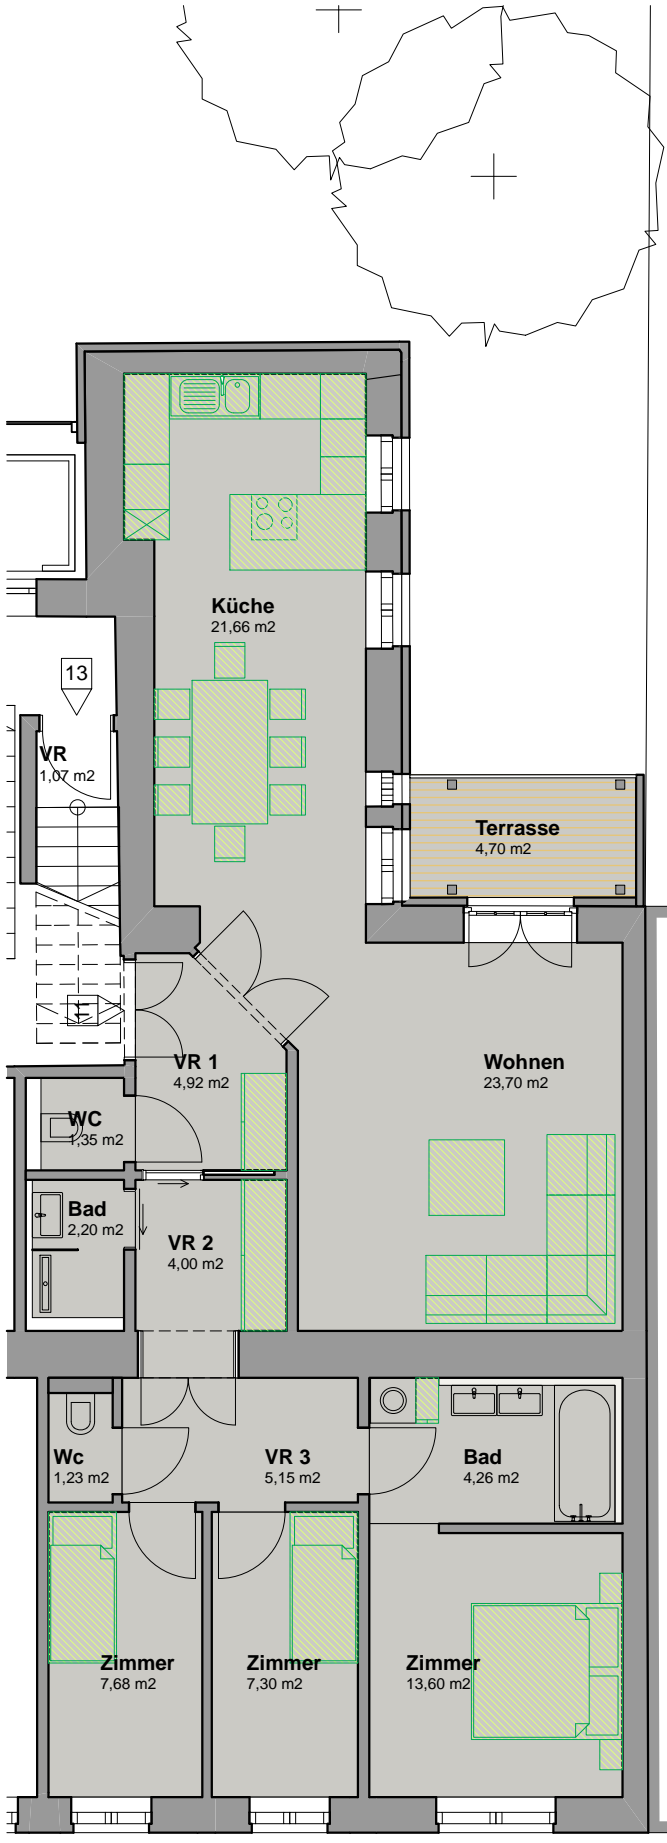 Küche
21,66 m2
13
VR
1,07 m2
Terrasse
4,70 m2
11
VR 1
4,92 m2
Wohnen
23,70 m2
WC
1,35 m2
Bad
2,20 m2
VR 2
4,00 m2
Wc
1,23 m2
VR 3
5,15 m2
Bad
4,26 m2
Zimmer
7,68 m2
Zimmer
7,30 m2
Zimmer
13,60 m2